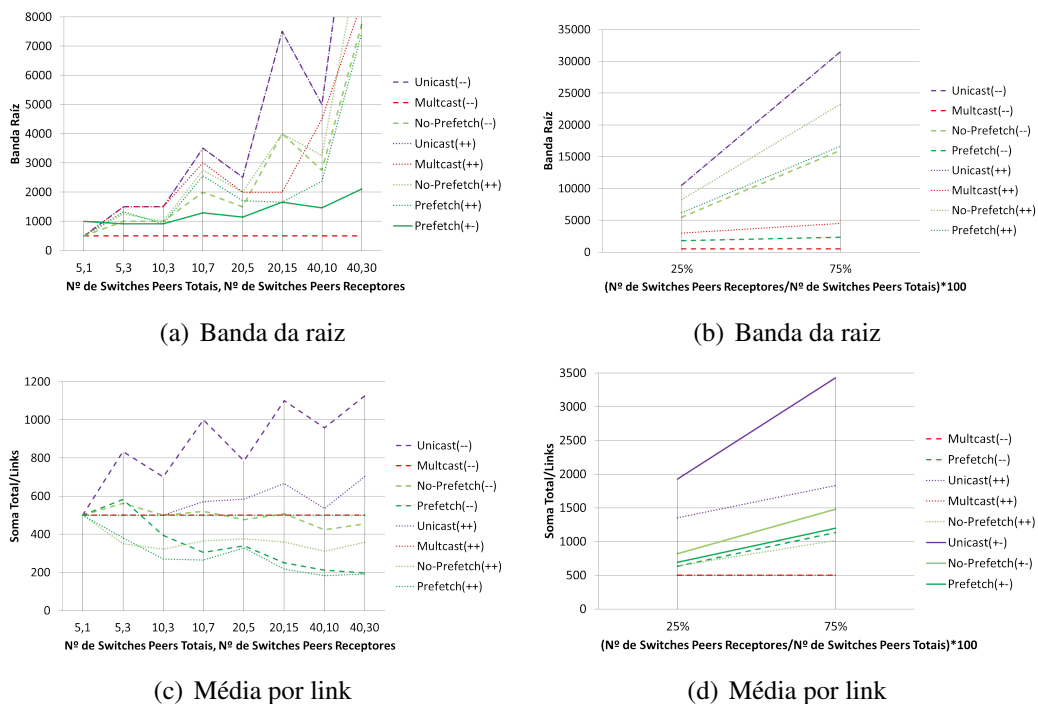 8000
7000
6000
5000
4000
3000
2000
1000
0
Banda Raíz
5,1 5,3 10,3 10,7 20,5 20,15 40,10 40,30
Nº de Switches Peers Totais, Nº de Switches Peers Receptores
Unicast(--)
Multcast(--)
No-Prefetch(--)
Unicast(++)
Multcast(++)
No-Prefetch(++)
Prefetch(++)
Prefetch(+-)
(a) Banda da raiz
35000
30000
25000
20000
15000
10000
5000
0
Banda Raíz
25% 75%
(Nº de Switches Peers Receptores/Nº de Switches Peers Totais)*100
Unicast(--)
Multcast(--)
No-Prefetch(--)
Prefetch(--)
Unicast(++)
Multcast(++)
No-Prefetch(++)
Prefetch(++)
(b) Banda da raiz
1200
1000
800
600
400
200
0
Soma Total/Links
5,1 5,3 10,3 10,7 20,5 20,15 40,10 40,30
Nº de Switches Peers Totais, Nº de Switches Peers Receptores
Unicast(--)
Multcast(--)
No-Prefetch(--)
Prefetch(--)
Unicast(++)
Multcast(++)
No-Prefetch(++)
Prefetch(++)
(c) Média por link
3500
3000
2500
2000
1500
1000
500
0
Soma Total/Links
25% 75%
(Nº de Switches Peers Receptores/Nº de Switches Peers Totais)*100
Multcast(--)
Prefetch(--)
Unicast(++)
Multcast(++)
No-Prefetch(++)
Unicast(+-)
No-Prefetch(+-)
Prefetch(+-)
(d) Média por link